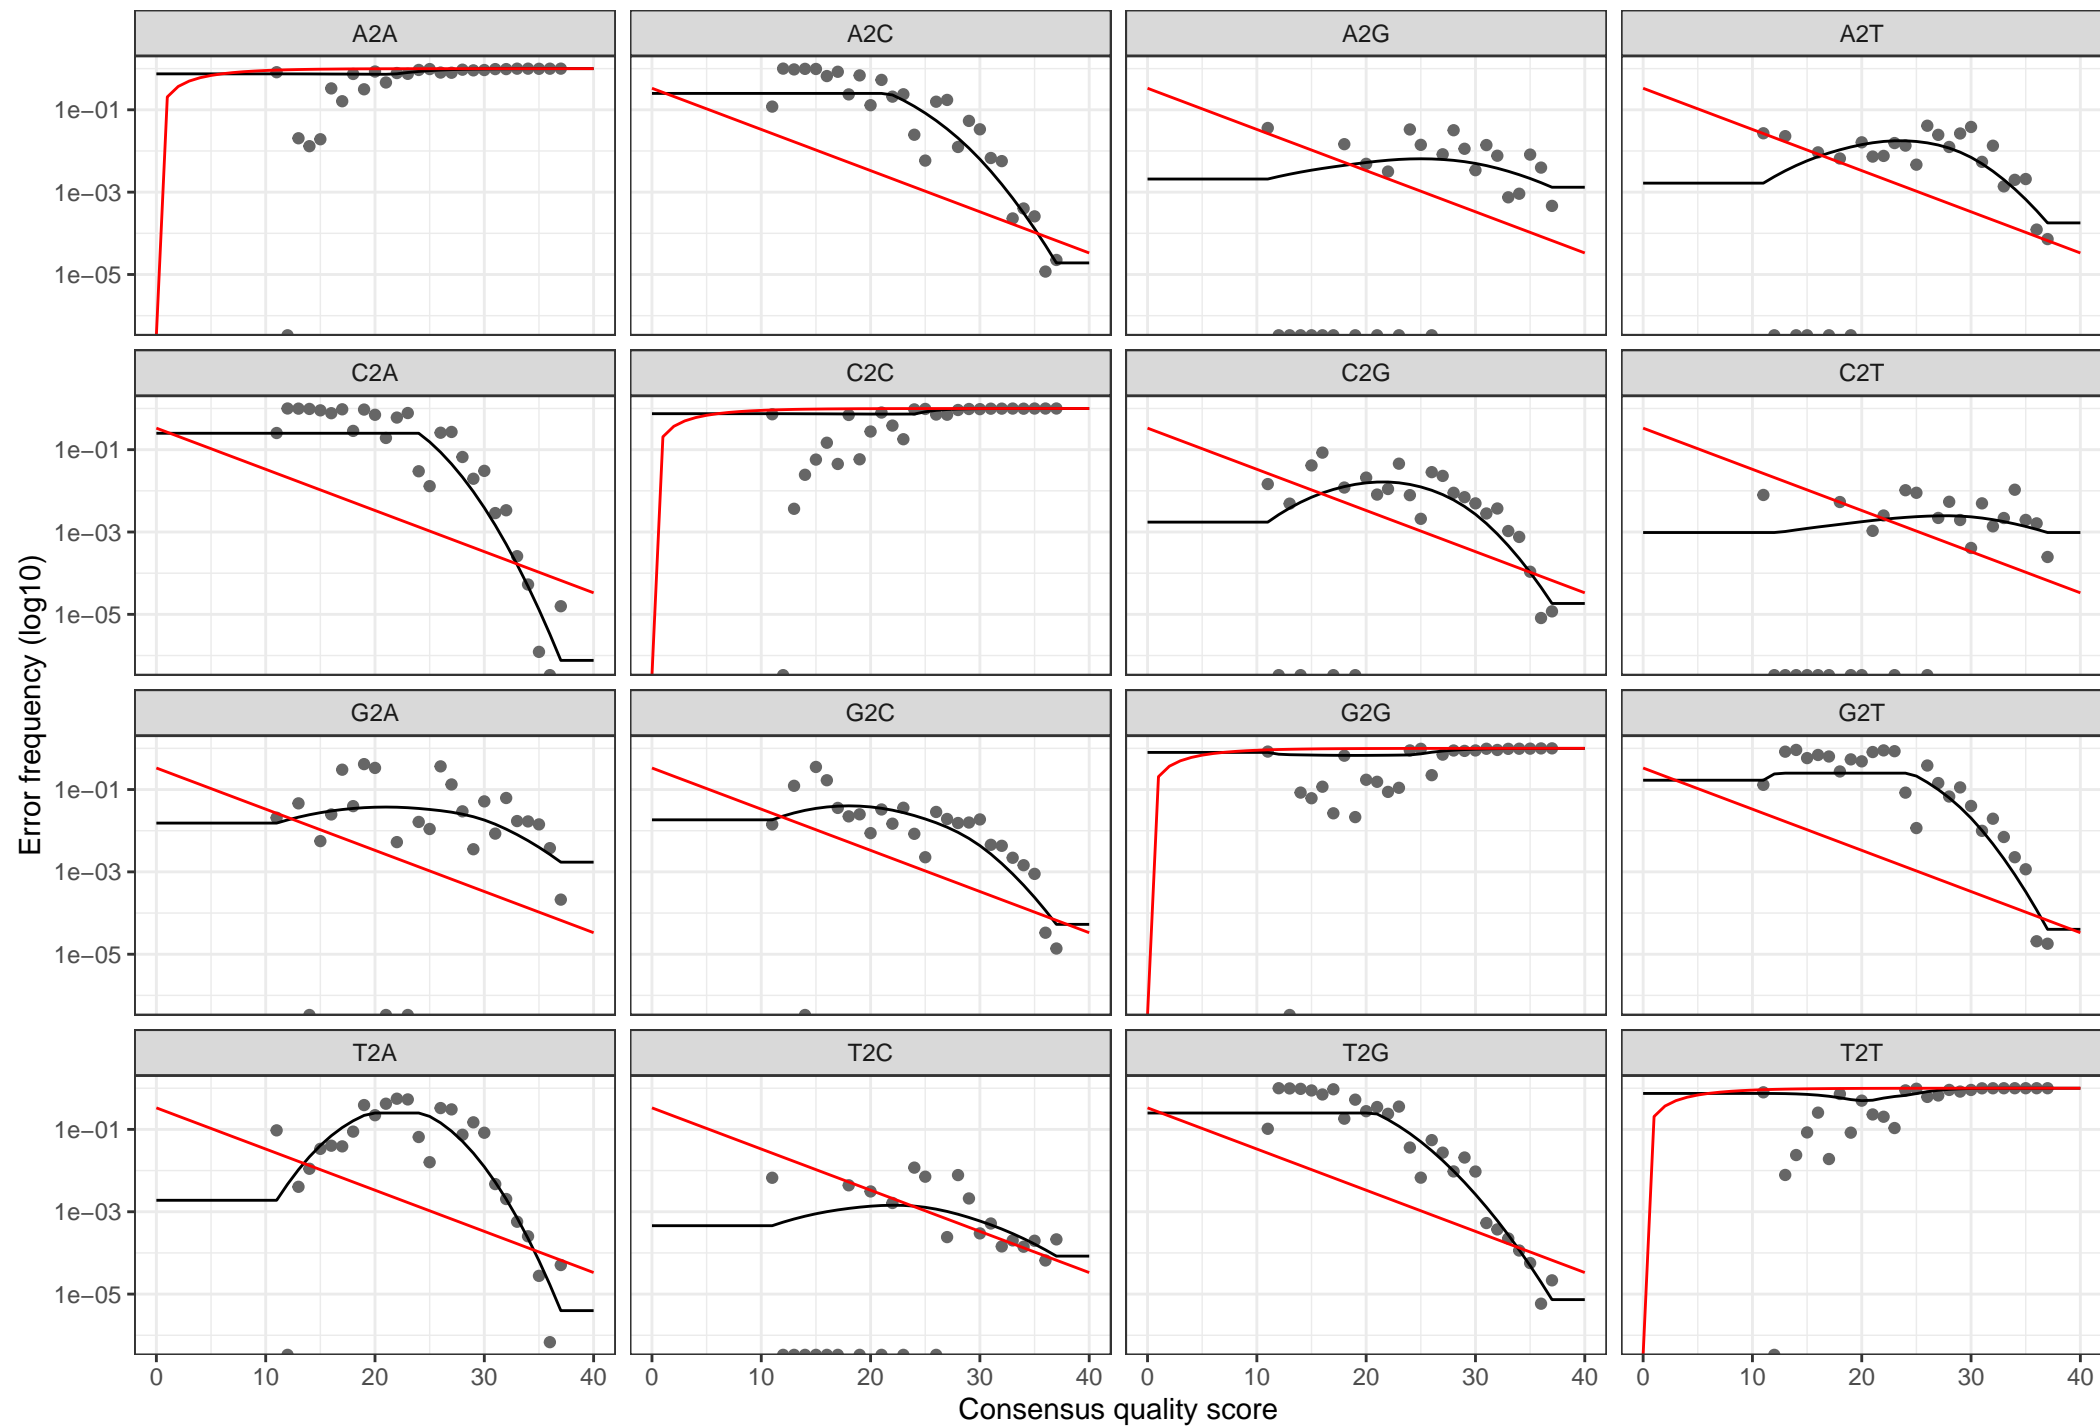 A2A A2C A2G A2T
1e−01
1e−03
1e−05
C2A C2C C2G C2T
1e−01
1e−03
1e−05
G2A G2C G2G G2T
1e−01
1e−03
1e−05
T2A T2C T2G T2T
1e−01
1e−03
1e−05
0 10 20 30 40 0 10 20 30 40 0 10 20 30 40 0 10 20 30 40
Consensus quality score
Error frequency (log10)